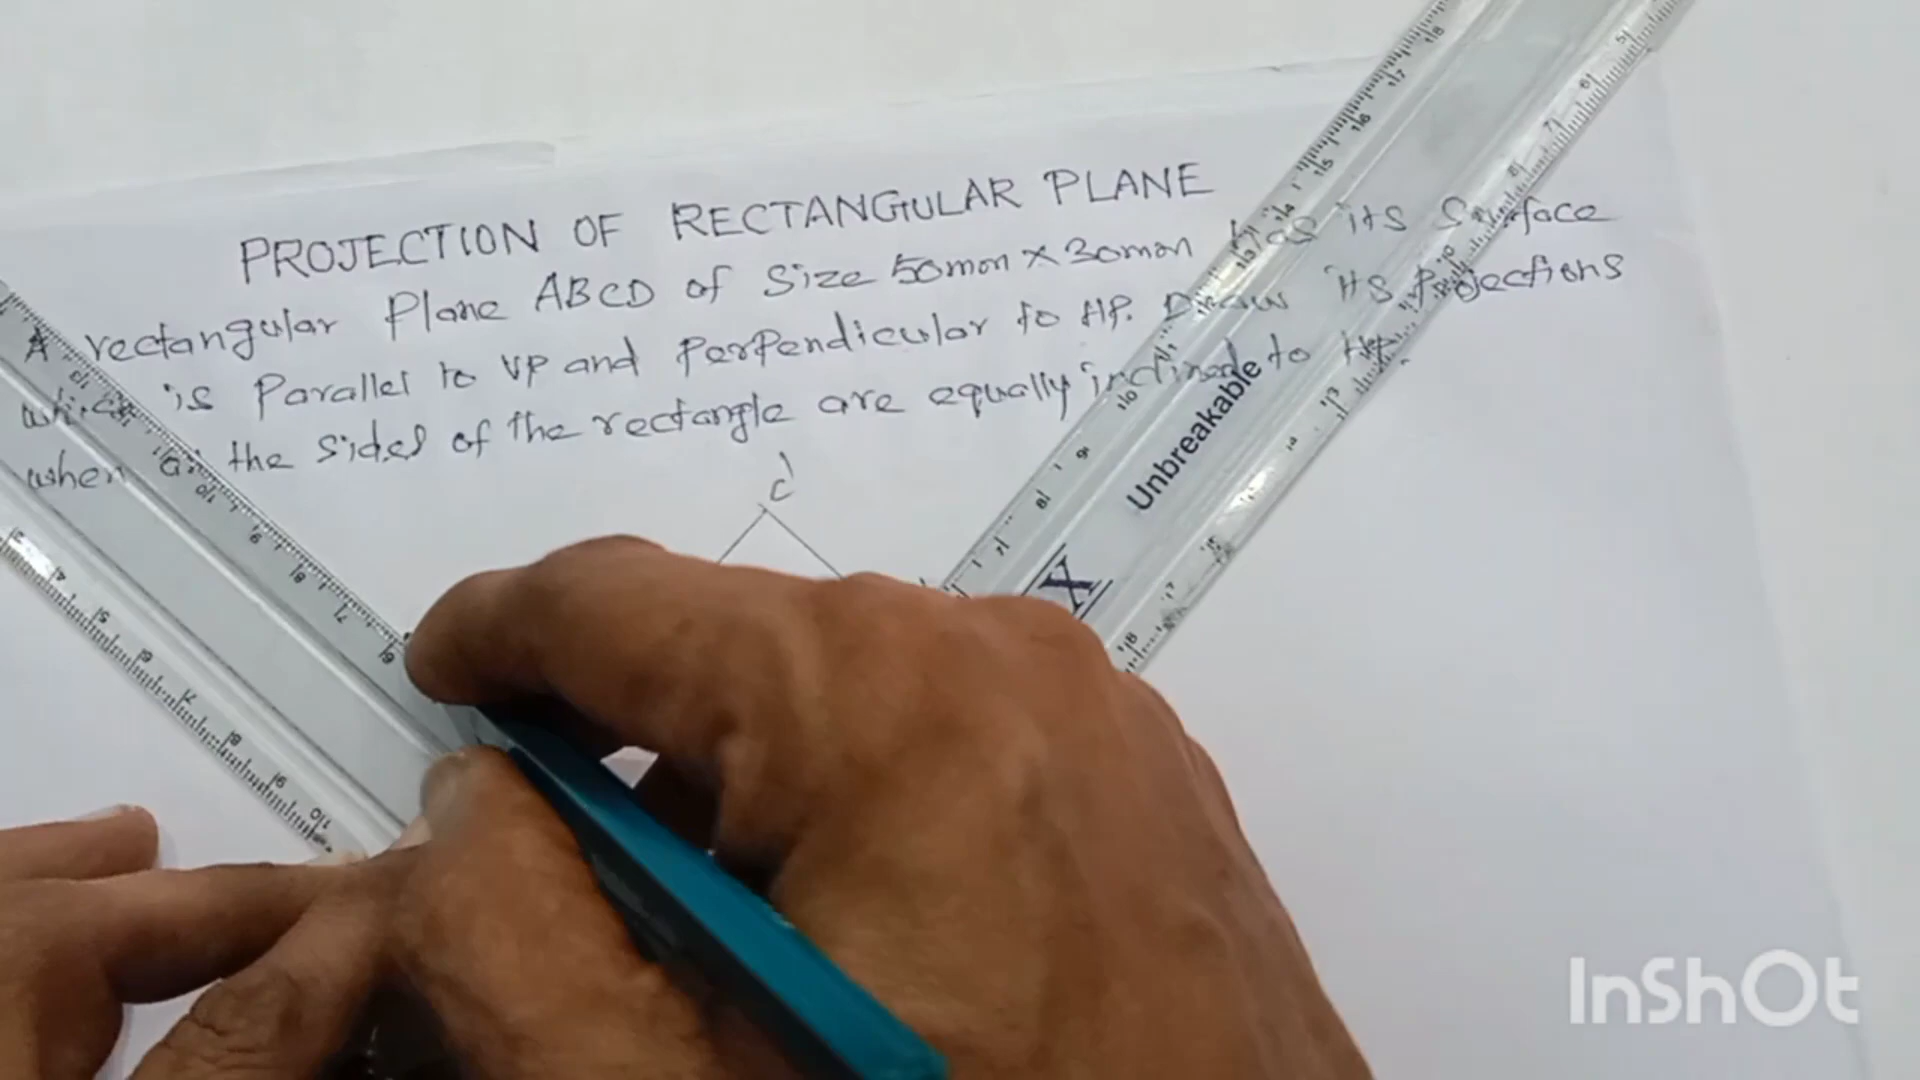 PROJECTION OF RECTANGULAR PLANE
A rectangular Plane ABCD of Size 50mm x 30mm has its Surface
which is Parallel to VP and Perpendicular to HP. Draw its Projections
when all the sides of the rectangle are equally inclined to HP.
d'
Unbreakable
X
InShOt